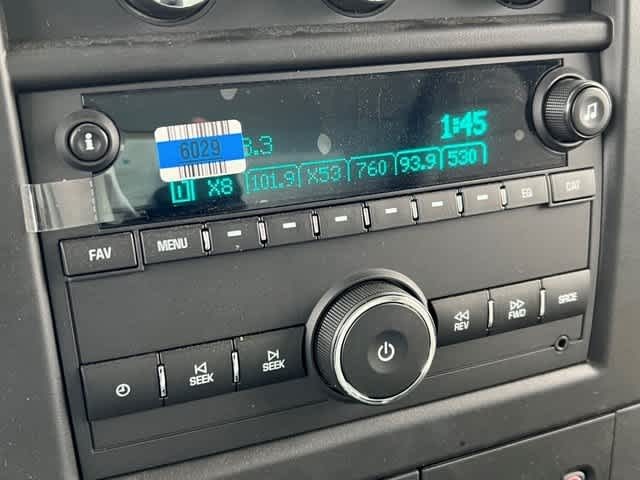 i
6029
8.3
1:45
1 X8 101.9 X53 760 93.9 530
FAV MENU EQ CAT
SEEK SEEK REV FWD SRCE